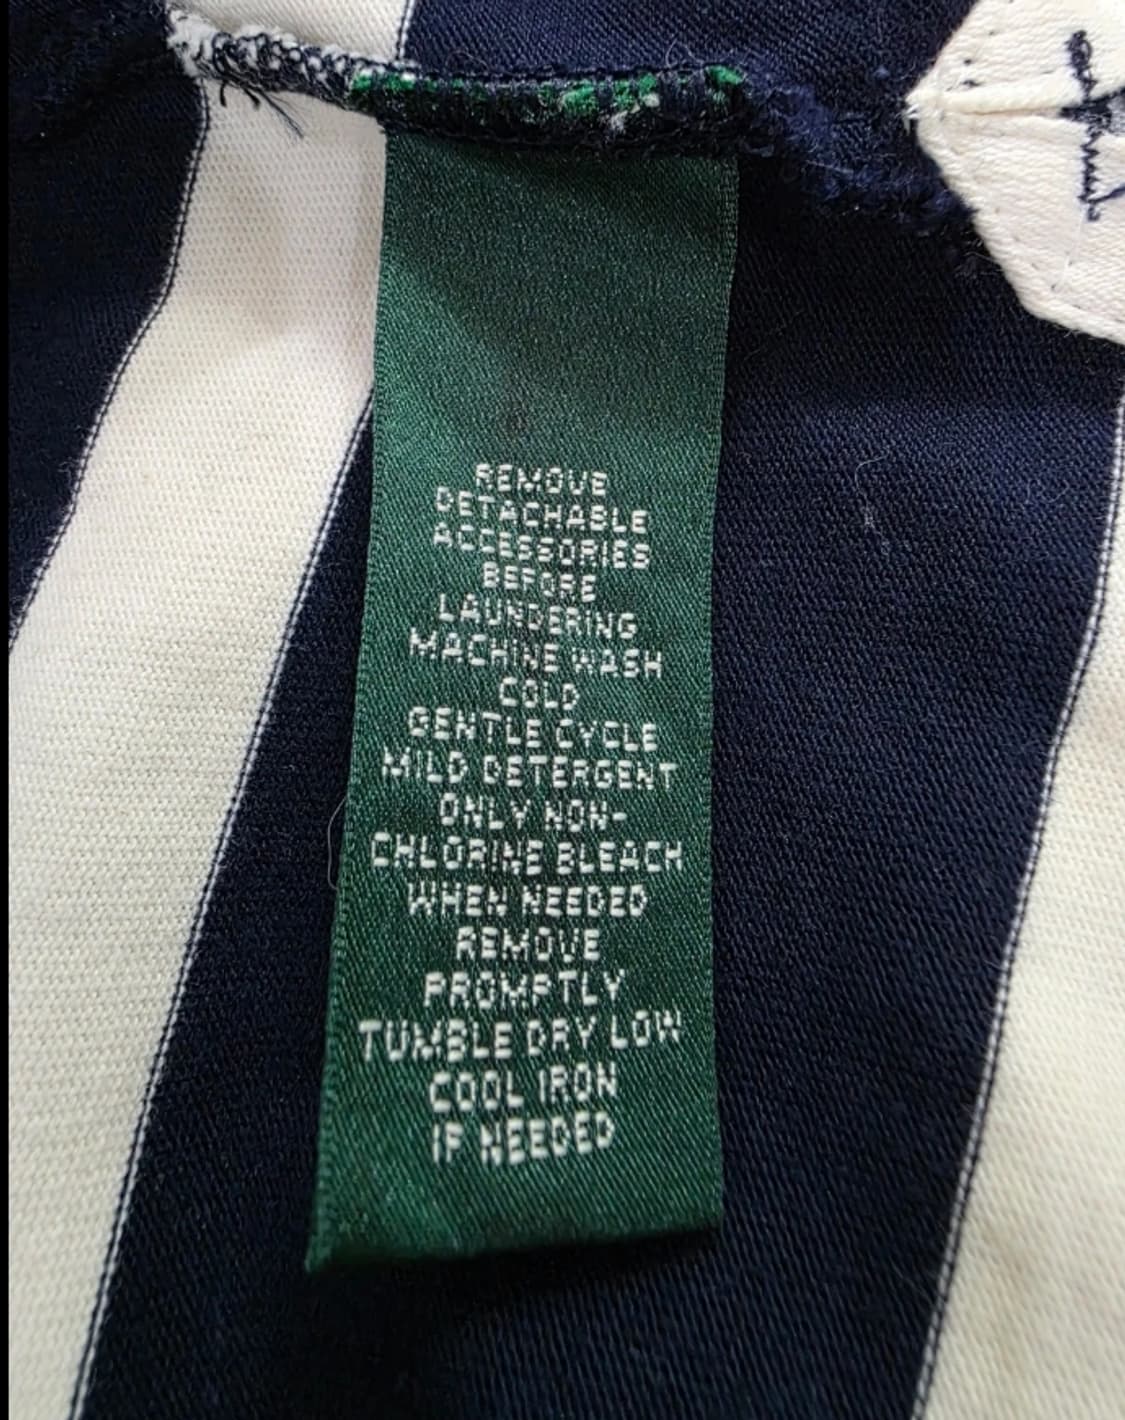 REMOVE
DETACHABLE
ACCESSORIES
BEFORE
LAUNDERING
MACHINE WASH
COLD
GENTLE CYCLE
MILD DETERGENT
ONLY NON-
CHLORINE BLEACH
WHEN NEEDED
REMOVE
PROMPTLY
TUMBLE DRY LOW
COOL IRON
IF NEEDED